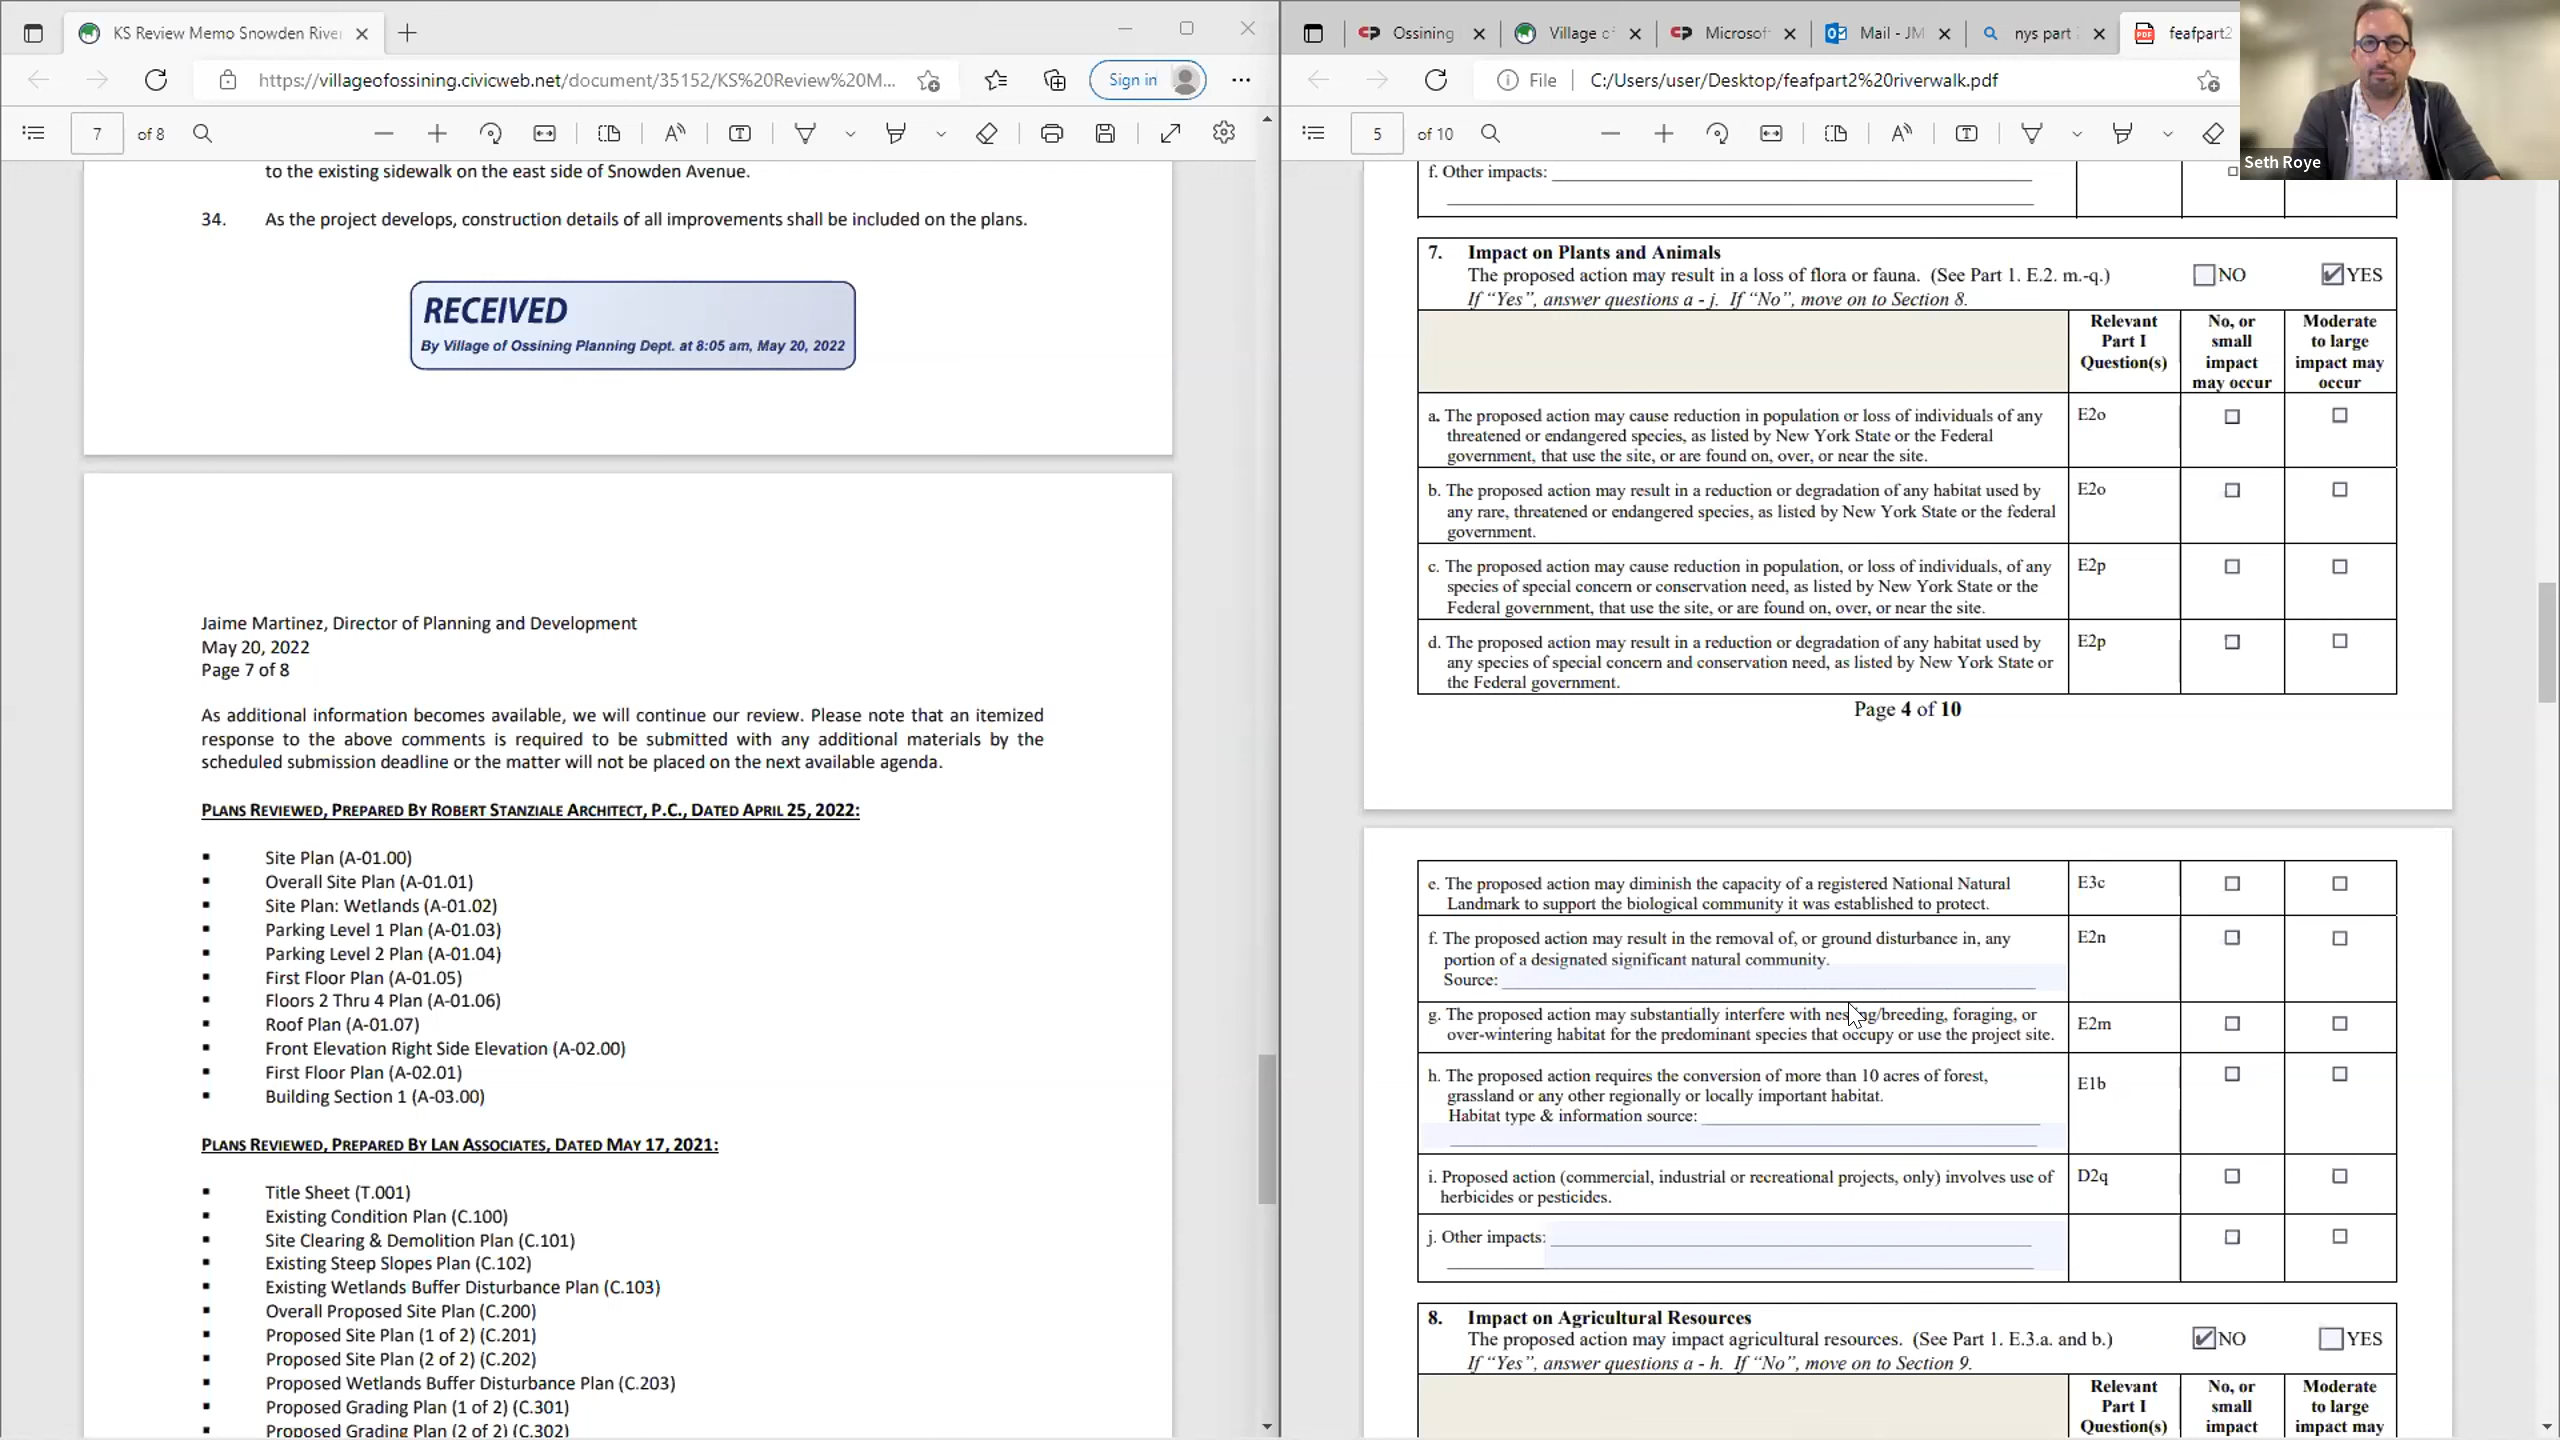 KS Review Memo Snowden River
https://villageofossining.civicweb.net/document/35152/KS%20Review%20M...
Sign in
7 of 8
to the existing sidewalk on the east side of Snowden Avenue.
34. As the project develops, construction details of all improvements shall be included on the plans.
RECEIVED
By Village of Ossining Planning Dept. at 8:05 am, May 20, 2022
Jaime Martinez, Director of Planning and Development
May 20, 2022
Page 7 of 8
As additional information becomes available, we will continue our review. Please note that an itemized
response to the above comments is required to be submitted with any additional materials by the
scheduled submission deadline or the matter will not be placed on the next available agenda.
PLANS REVIEWED, PREPARED BY ROBERT STANZIALE ARCHITECT, P.C., DATED APRIL 25, 2022:
▪ Site Plan (A-01.00)
▪ Overall Site Plan (A-01.01)
▪ Site Plan: Wetlands (A-01.02)
▪ Parking Level 1 Plan (A-01.03)
▪ Parking Level 2 Plan (A-01.04)
▪ First Floor Plan (A-01.05)
▪ Floors 2 Thru 4 Plan (A-01.06)
▪ Roof Plan (A-01.07)
▪ Front Elevation Right Side Elevation (A-02.00)
▪ First Floor Plan (A-02.01)
▪ Building Section 1 (A-03.00)
PLANS REVIEWED, PREPARED BY LAN ASSOCIATES, DATED MAY 17, 2021:
▪ Title Sheet (T.001)
▪ Existing Condition Plan (C.100)
▪ Site Clearing & Demolition Plan (C.101)
▪ Existing Steep Slopes Plan (C.102)
▪ Existing Wetlands Buffer Disturbance Plan (C.103)
▪ Overall Proposed Site Plan (C.200)
▪ Proposed Site Plan (1 of 2) (C.201)
▪ Proposed Site Plan (2 of 2) (C.202)
▪ Proposed Wetlands Buffer Disturbance Plan (C.203)
▪ Proposed Grading Plan (1 of 2) (C.301)
▪ Proposed Grading Plan (2 of 2) (C.302)
Ossining
Village of
Microsoft
Mail - JM
nys part
feafpart2
File C:/Users/user/Desktop/feafpart2%20riverwalk.pdf
Seth Roye
5 of 10
f. Other impacts:
7. Impact on Plants and Animals
The proposed action may result in a loss of flora or fauna. (See Part 1. E.2. m.-q.) NO YES
If “Yes”, answer questions a - j. If “No”, move on to Section 8.
Relevant
Part I
Question(s)
No, or
small
impact
may occur
Moderate
to large
impact may
occur
a. The proposed action may cause reduction in population or loss of individuals of any E2o
threatened or endangered species, as listed by New York State or the Federal
government, that use the site, or are found on, over, or near the site.
b. The proposed action may result in a reduction or degradation of any habitat used by E2o
any rare, threatened or endangered species, as listed by New York State or the federal
government.
c. The proposed action may cause reduction in population, or loss of individuals, of any E2p
species of special concern or conservation need, as listed by New York State or the
Federal government, that use the site, or are found on, over, or near the site.
d. The proposed action may result in a reduction or degradation of any habitat used by E2p
any species of special concern and conservation need, as listed by New York State or
the Federal government.
Page 4 of 10
e. The proposed action may diminish the capacity of a registered National Natural E3c
Landmark to support the biological community it was established to protect.
f. The proposed action may result in the removal of, or ground disturbance in, any E2n
portion of a designated significant natural community.
Source:
g. The proposed action may substantially interfere with nesting/breeding, foraging, or E2m
over-wintering habitat for the predominant species that occupy or use the project site.
h. The proposed action requires the conversion of more than 10 acres of forest, E1b
grassland or any other regionally or locally important habitat.
Habitat type & information source:
i. Proposed action (commercial, industrial or recreational projects, only) involves use of D2q
herbicides or pesticides.
j. Other impacts:
8. Impact on Agricultural Resources
The proposed action may impact agricultural resources. (See Part 1. E.3.a. and b.) NO YES
If “Yes”, answer questions a - h. If “No”, move on to Section 9.
Relevant
Part I
Question(s)
No, or
small
impact
Moderate
to large
impact may